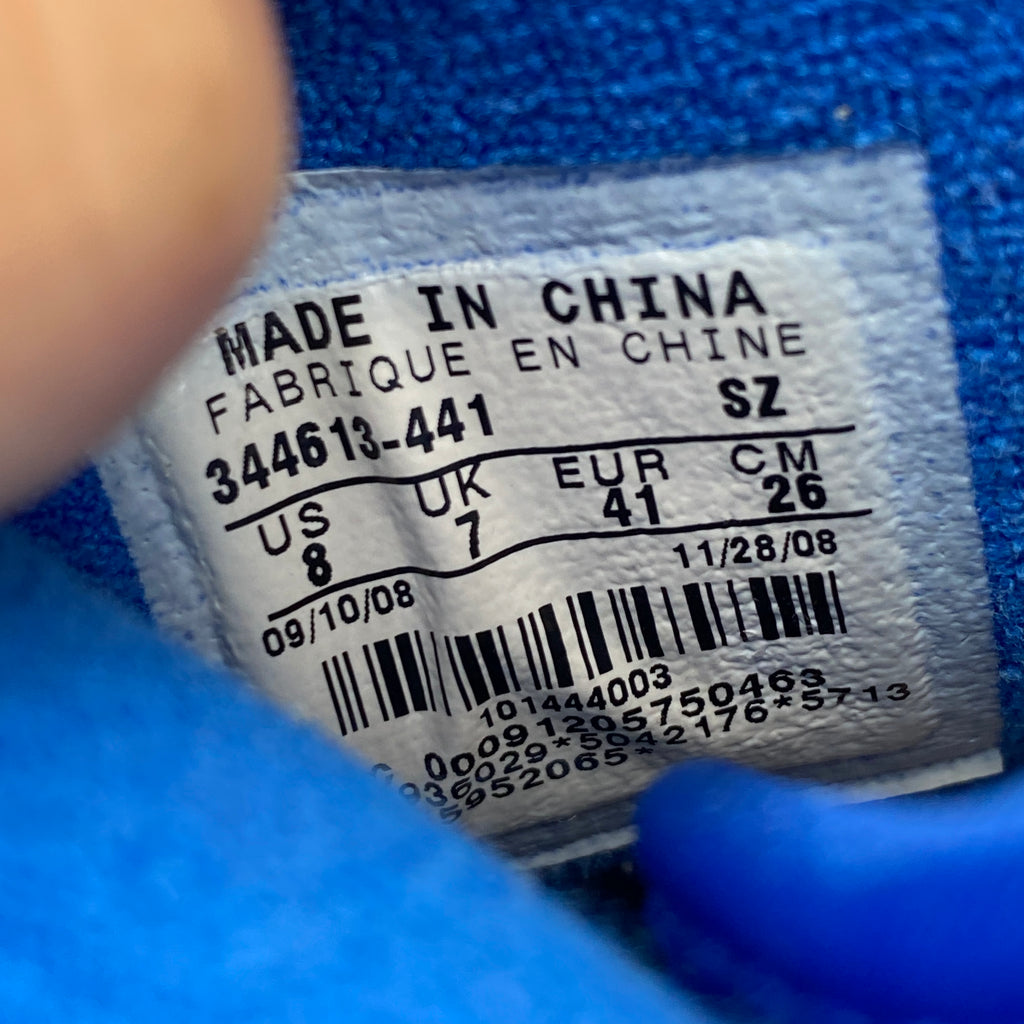 MADE IN CHINA
FABRIQUE EN CHINE
344613-441 SZ
US UK EUR CM
8 7 41 26
09/10/08 11/28/08
101444003
00091205750463
936029*5042176*5713
5952065*